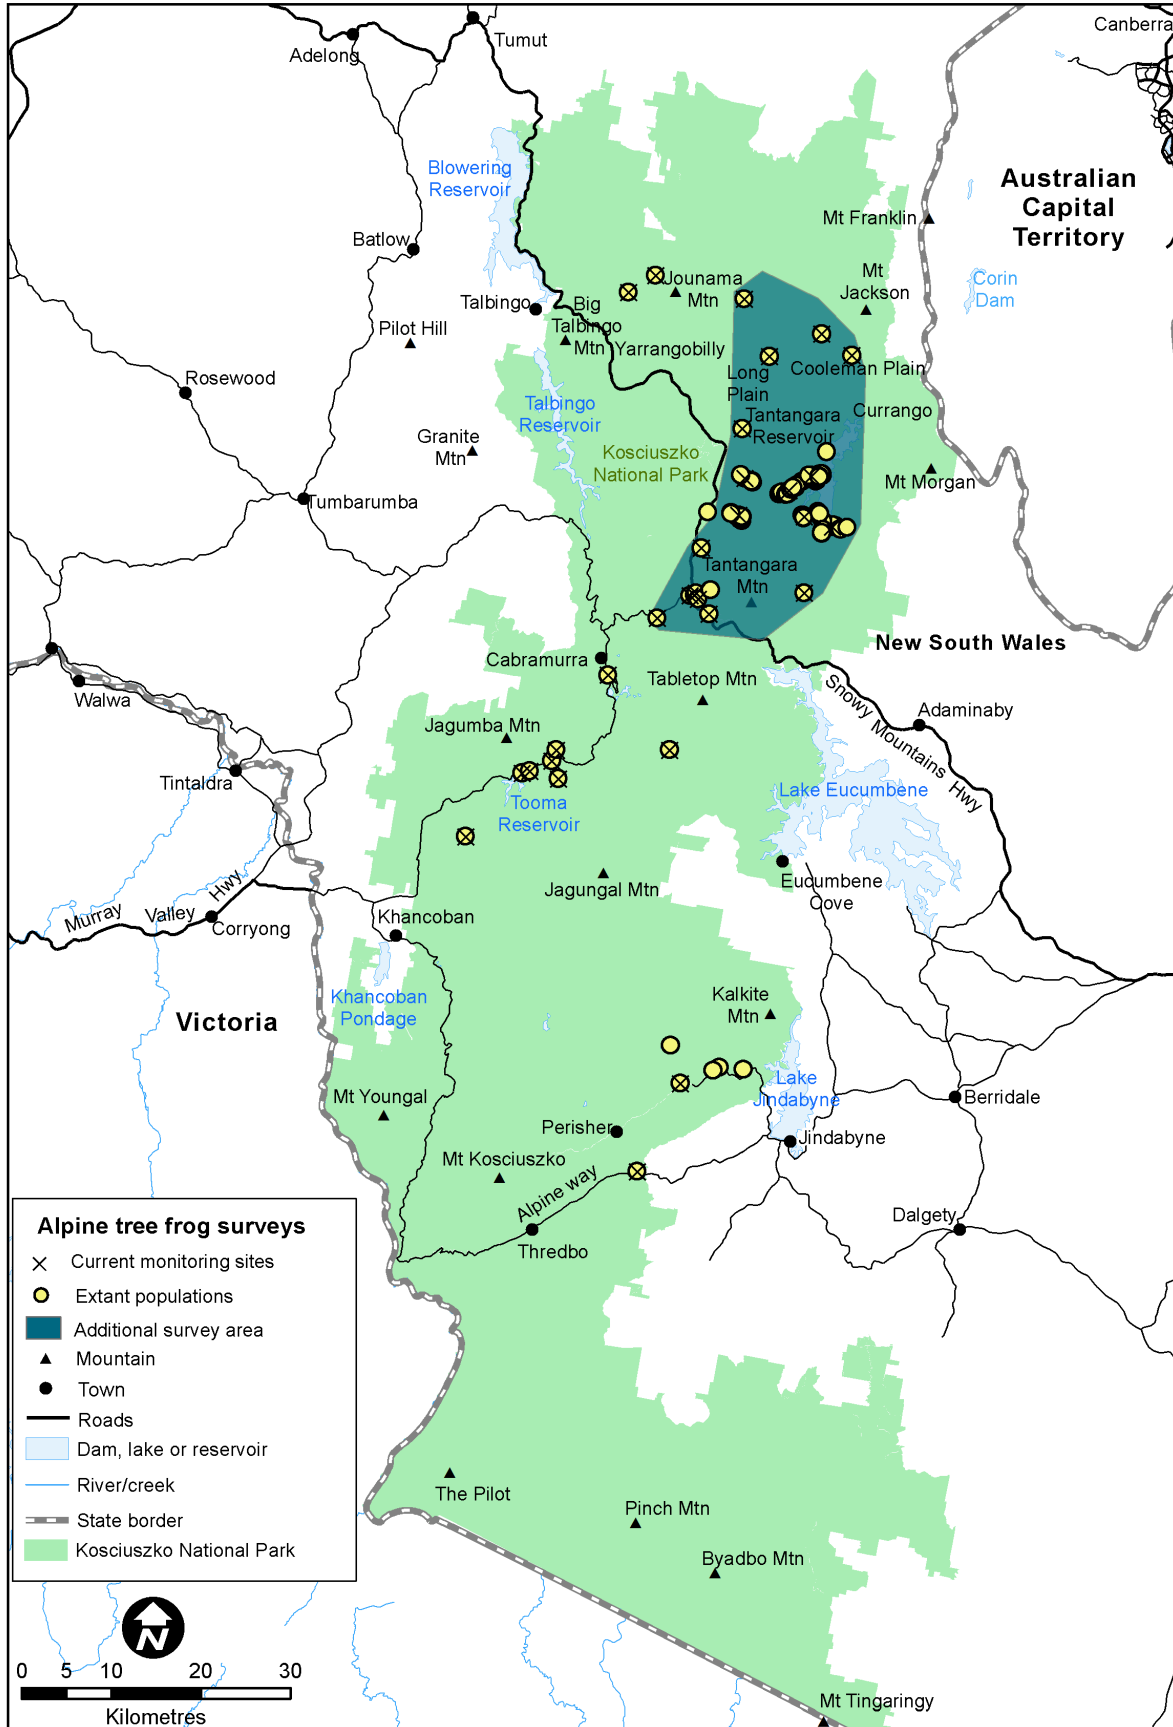 Canberra
Tumut
Adelong
Blowering
Reservoir
Australian
Capital
Territory
Mt Franklin
Batlow
Jounama
Mtn
Mt
Jackson
Corin
Dam
Talbingo
Big
Talbingo
Mtn
Pilot Hill
Yarrangobilly
Cooleman Plain
Long
Plain
Rosewood
Talbingo
Reservoir
Tantangara
Reservoir
Currango
Granite
Mtn
Kosciuszko
National Park
Mt Morgan
Tumbarumba
Tantangara
Mtn
New South Wales
Cabramurra
Tabletop Mtn
Walwa
Snowy Mountains Hwy
Adaminaby
Jagumba Mtn
Tintaldra
Lake Eucumbene
Tooma
Reservoir
Jagungal Mtn
Eucumbene
Cove
Murray Valley Hwy
Corryong
Khancoban
Khancoban
Pondage
Kalkite
Mtn
Victoria
Lake
Jindabyne
Mt Youngal
Berridale
Perisher
Jindabyne
Mt Kosciuszko
Alpine way
Dalgety
Thredbo
Alpine tree frog surveys
Current monitoring sites
Extant populations
Additional survey area
Mountain
Town
Roads
Dam, lake or reservoir
River/creek
State border
Kosciuszko National Park
The Pilot
Pinch Mtn
Byadbo Mtn
N
0 5 10 20 30
Kilometres
Mt Tingaringy